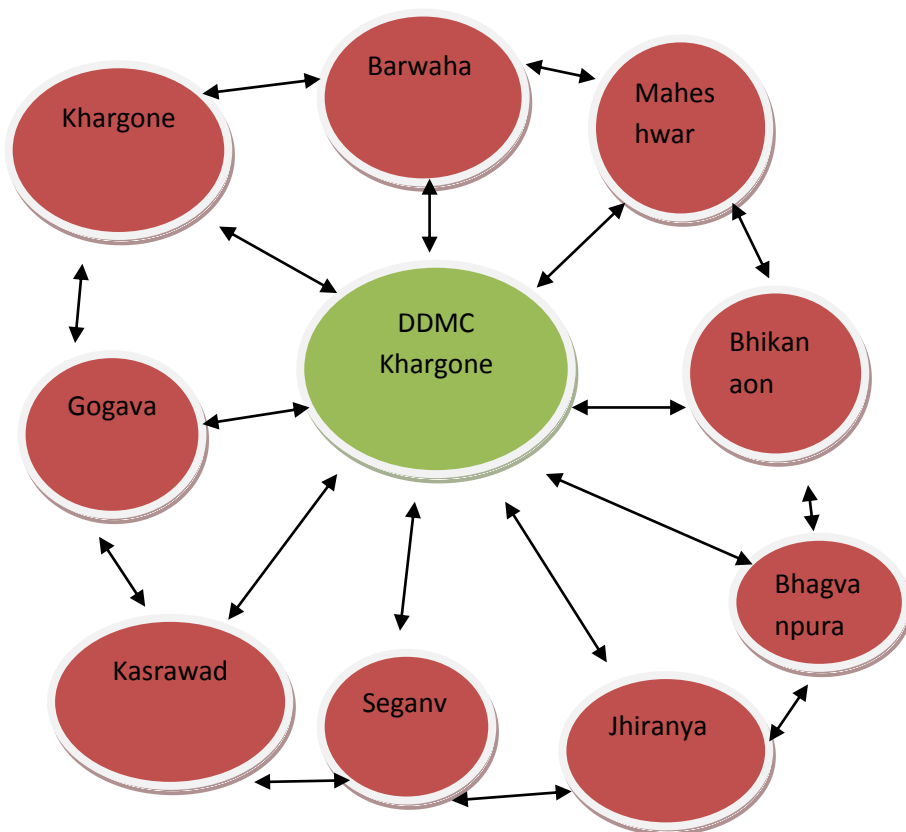 Barwaha
Khargone
Mahes
hwar
DDMC
Khargone
Bhikan
aon
Gogava
Bhagva
npura
Kasrawad
Seganv
Jhiranya